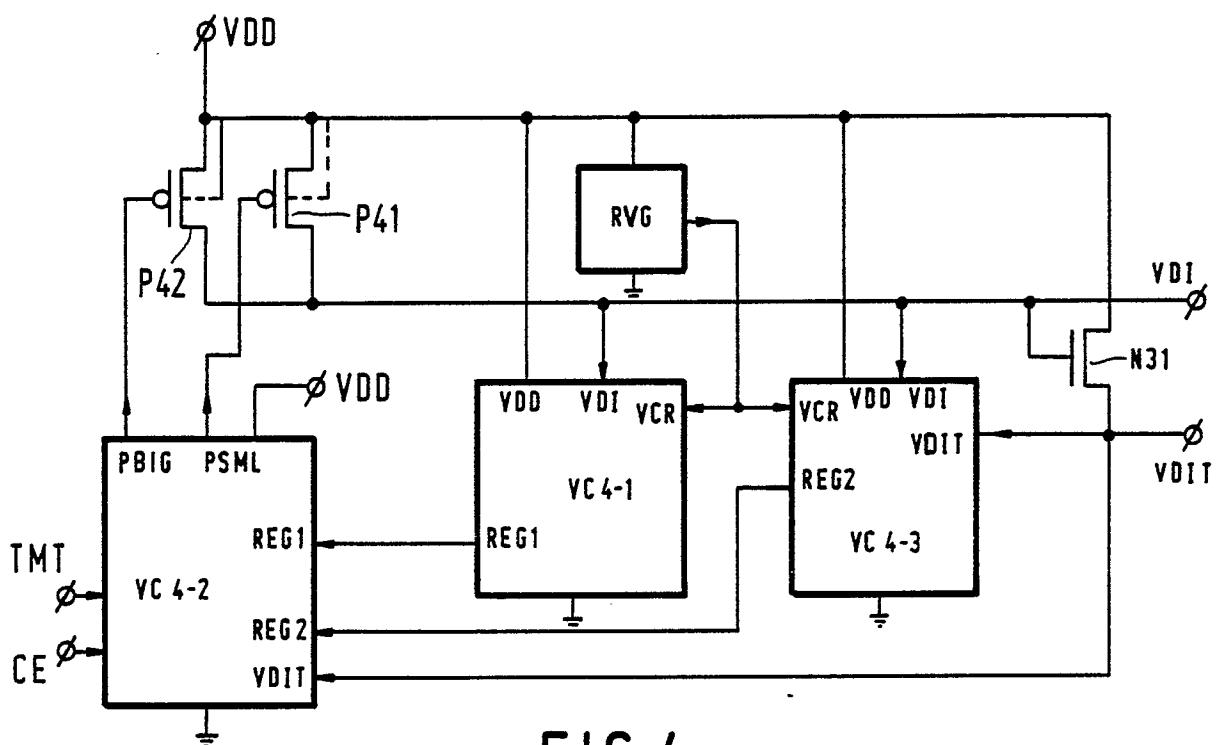 VDD
RVG
P41
P42
VDI
N31
VDD
VDD VDI
VCR
VCR
VDD VDI
VDIT
VDIT
PBIG PSML
VC 4-1
REG2
REG1
REG1
VC 4-3
TMT
VC 4-2
REG2
CE
VDIT